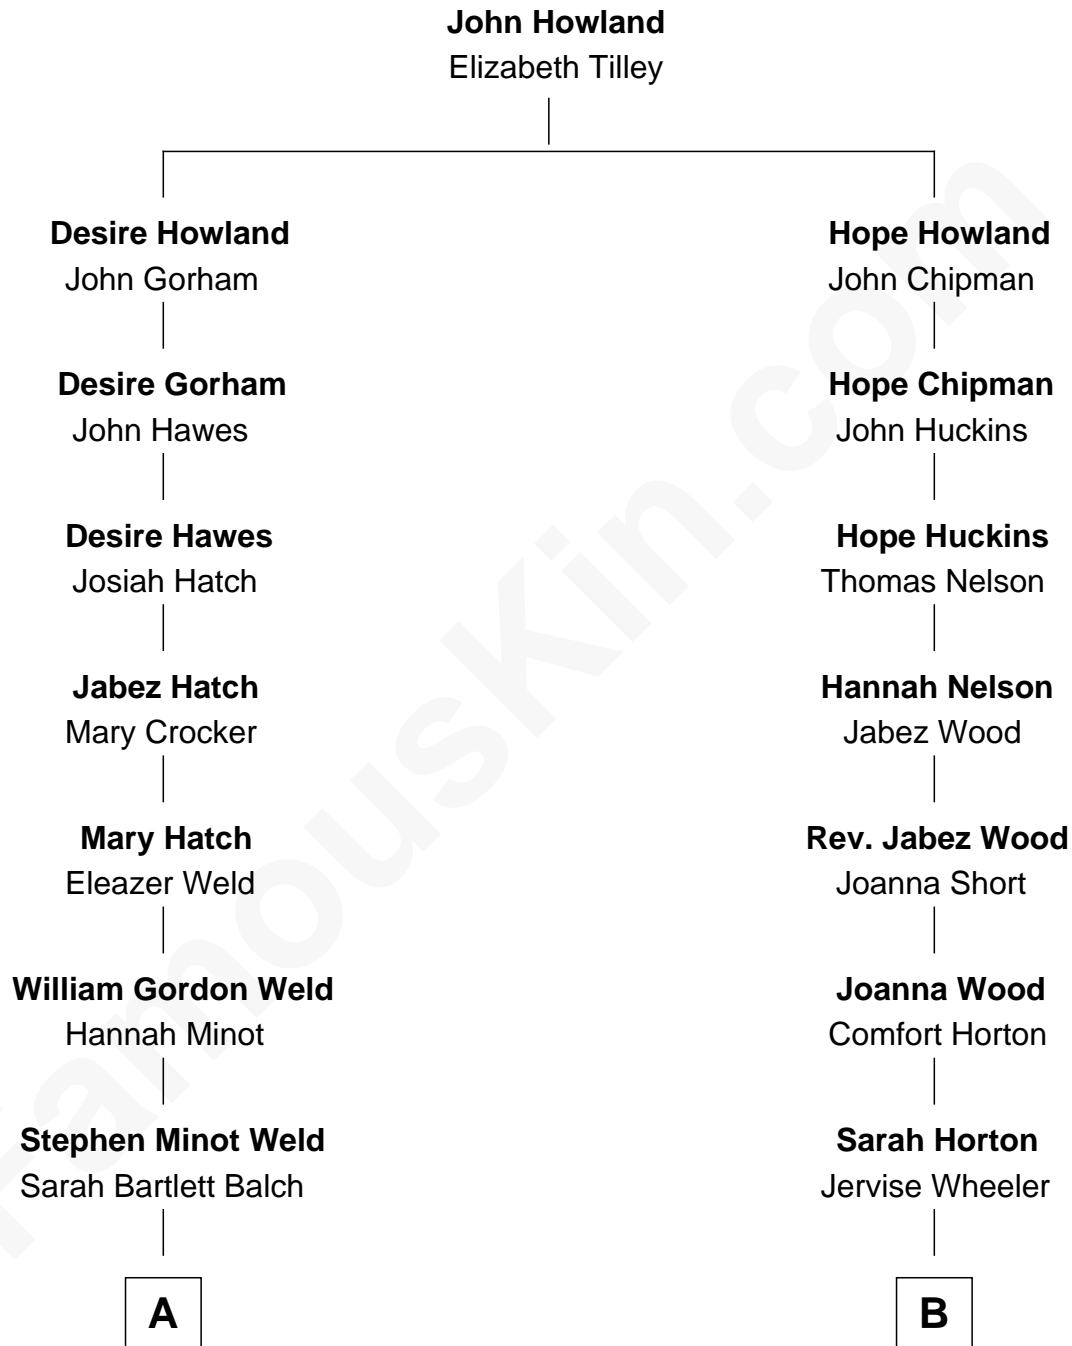 John Howland
Elizabeth Tilley
Desire Howland
John Gorham
Hope Howland
John Chipman
Desire Gorham
John Hawes
Hope Chipman
John Huckins
Desire Hawes
Josiah Hatch
Hope Huckins
Thomas Nelson
Jabez Hatch
Mary Crocker
Hannah Nelson
Jabez Wood
Mary Hatch
Eleazer Weld
Rev. Jabez Wood
Joanna Short
William Gordon Weld
Hannah Minot
Joanna Wood
Comfort Horton
Stephen Minot Weld
Sarah Bartlett Balch
Sarah Horton
Jervise Wheeler
A
B
FamousKin.com